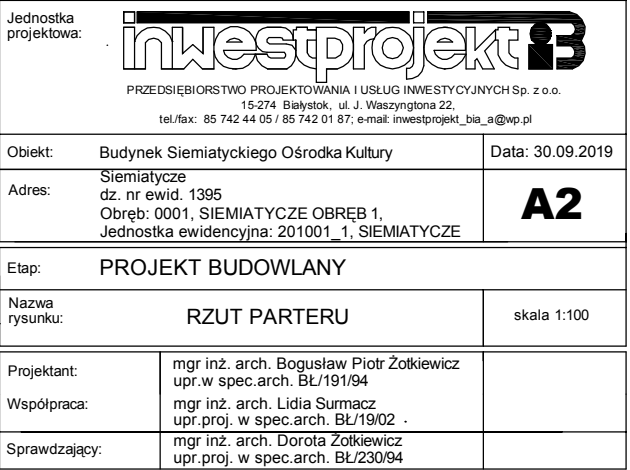 Jednostka
projektowa:
inwestprojekt B
PRZEDSIĘBIORSTWO PROJEKTOWANIA I USŁUG INWESTYCYJNYCH Sp. z o.o.
15-274 Białystok, ul. J. Waszyngtona 22,
tel./fax: 85 742 44 05 / 85 742 01 87; e-mail: inwestprojekt_bia_a@wp.pl
Obiekt: Budynek Siemiatyckiego Ośrodka Kultury Data: 30.09.2019
Adres: Siemiatycze
dz. nr ewid. 1395
Obręb: 0001, SIEMIATYCZE OBRĘB 1,
Jednostka ewidencyjna: 201001_1, SIEMIATYCZE
A2
Etap: PROJEKT BUDOWLANY
Nazwa
rysunku: RZUT PARTERU skala 1:100
Projektant: mgr inż. arch. Bogusław Piotr Żotkiewicz
upr.w spec.arch. BŁ/191/94
Współpraca: mgr inż. arch. Lidia Surmacz
upr.proj. w spec.arch. BŁ/19/02
Sprawdzający: mgr inż. arch. Dorota Żotkiewicz
upr.proj. w spec.arch. BŁ/230/94